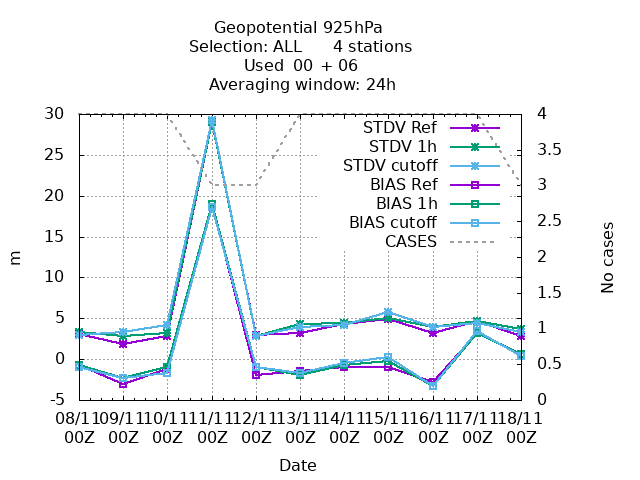 Geopotential 925hPa
Selection: ALL 4 stations
Used 00 + 06
Averaging window: 24h
30
25
20
15
10
5
0
-5
m
4
3.5
3
2.5
2
1.5
1
0.5
0
No cases
STDV Ref
STDV 1h
STDV cutoff
BIAS Ref
BIAS 1h
BIAS cutoff
CASES
08/11 09/11 10/11 11/11 12/11 13/11 14/11 15/11 16/11 17/11 18/11
00Z 00Z 00Z 00Z 00Z 00Z 00Z 00Z 00Z 00Z 00Z
Date